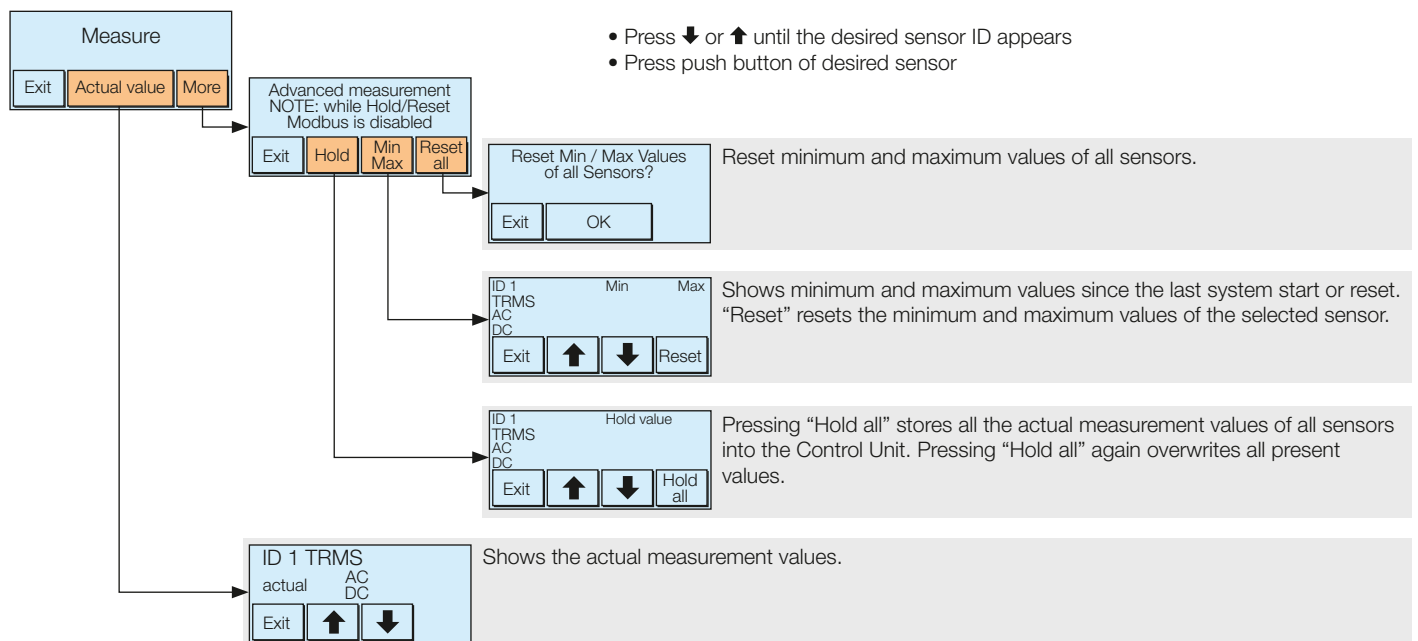 Measure
Exit Actual value More
• Press ⬇ or ⬆ until the desired sensor ID appears
• Press push button of desired sensor
Advanced measurement
NOTE: while Hold/Reset
Modbus is disabled
Exit Hold Min Max Reset all
Reset Min / Max Values
of all Sensors?
Exit OK
Reset minimum and maximum values of all sensors.
ID 1 Min Max
TRMS
AC
DC
Exit ⬆ ⬇ Reset
Shows minimum and maximum values since the last system start or reset.
“Reset” resets the minimum and maximum values of the selected sensor.
ID 1 Hold value
TRMS
AC
DC
Exit ⬆ ⬇ Hold all
Pressing “Hold all” stores all the actual measurement values of all sensors
into the Control Unit. Pressing “Hold all” again overwrites all present
values.
ID 1 TRMS
actual AC
DC
Exit ⬆ ⬇
Shows the actual measurement values.